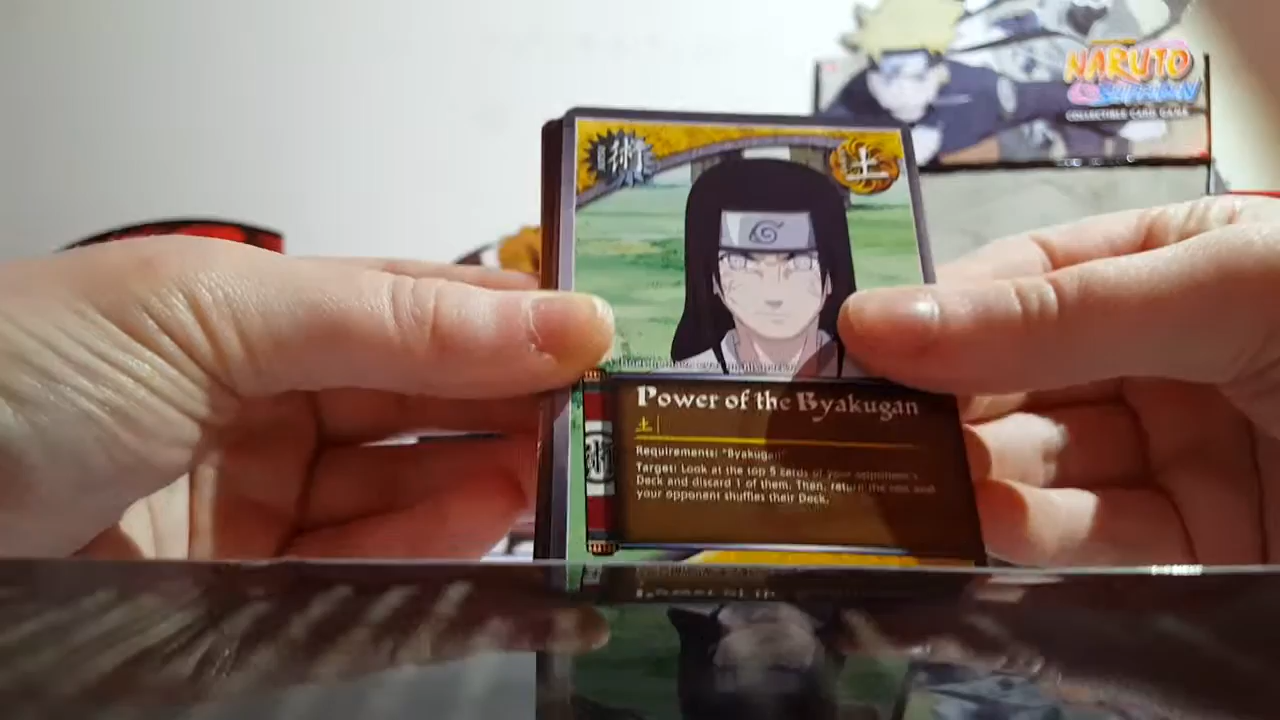 NARUTO
SHIPPUDEN
COLLECTIBLE CARD GAME
術
土
Power of the Byakugan
土
Requirements: "Byakugan"
Target: Look at the top 5 cards of your opponent's
Deck and discard 1 of them. Then, return the rest and
your opponent shuffles their Deck.
術